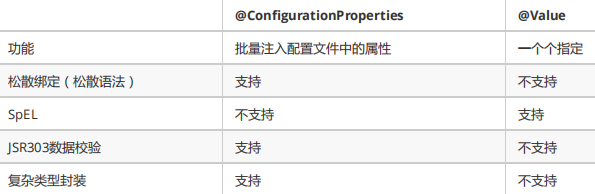 @ConfigurationProperties @Value
功能 批量注入配置文件中的属性 一个个指定
松散绑定（松散语法） 支持 不支持
SpEL 不支持 支持
JSR303数据校验 支持 不支持
复杂类型封装 支持 不支持